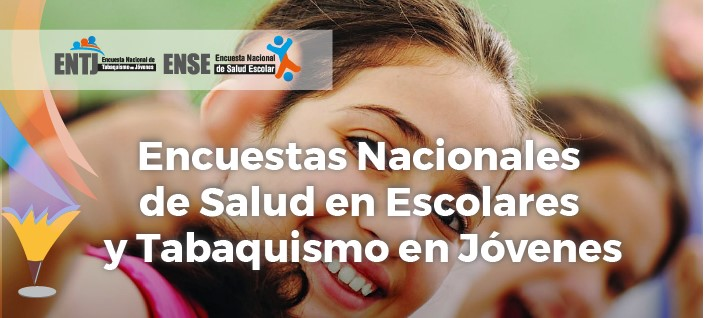 ENTJ Encuesta Nacional de
Tabaquismo en Jóvenes
ENSE Encuesta Nacional
de Salud Escolar
Encuestas Nacionales
de Salud en Escolares
y Tabaquismo en Jóvenes